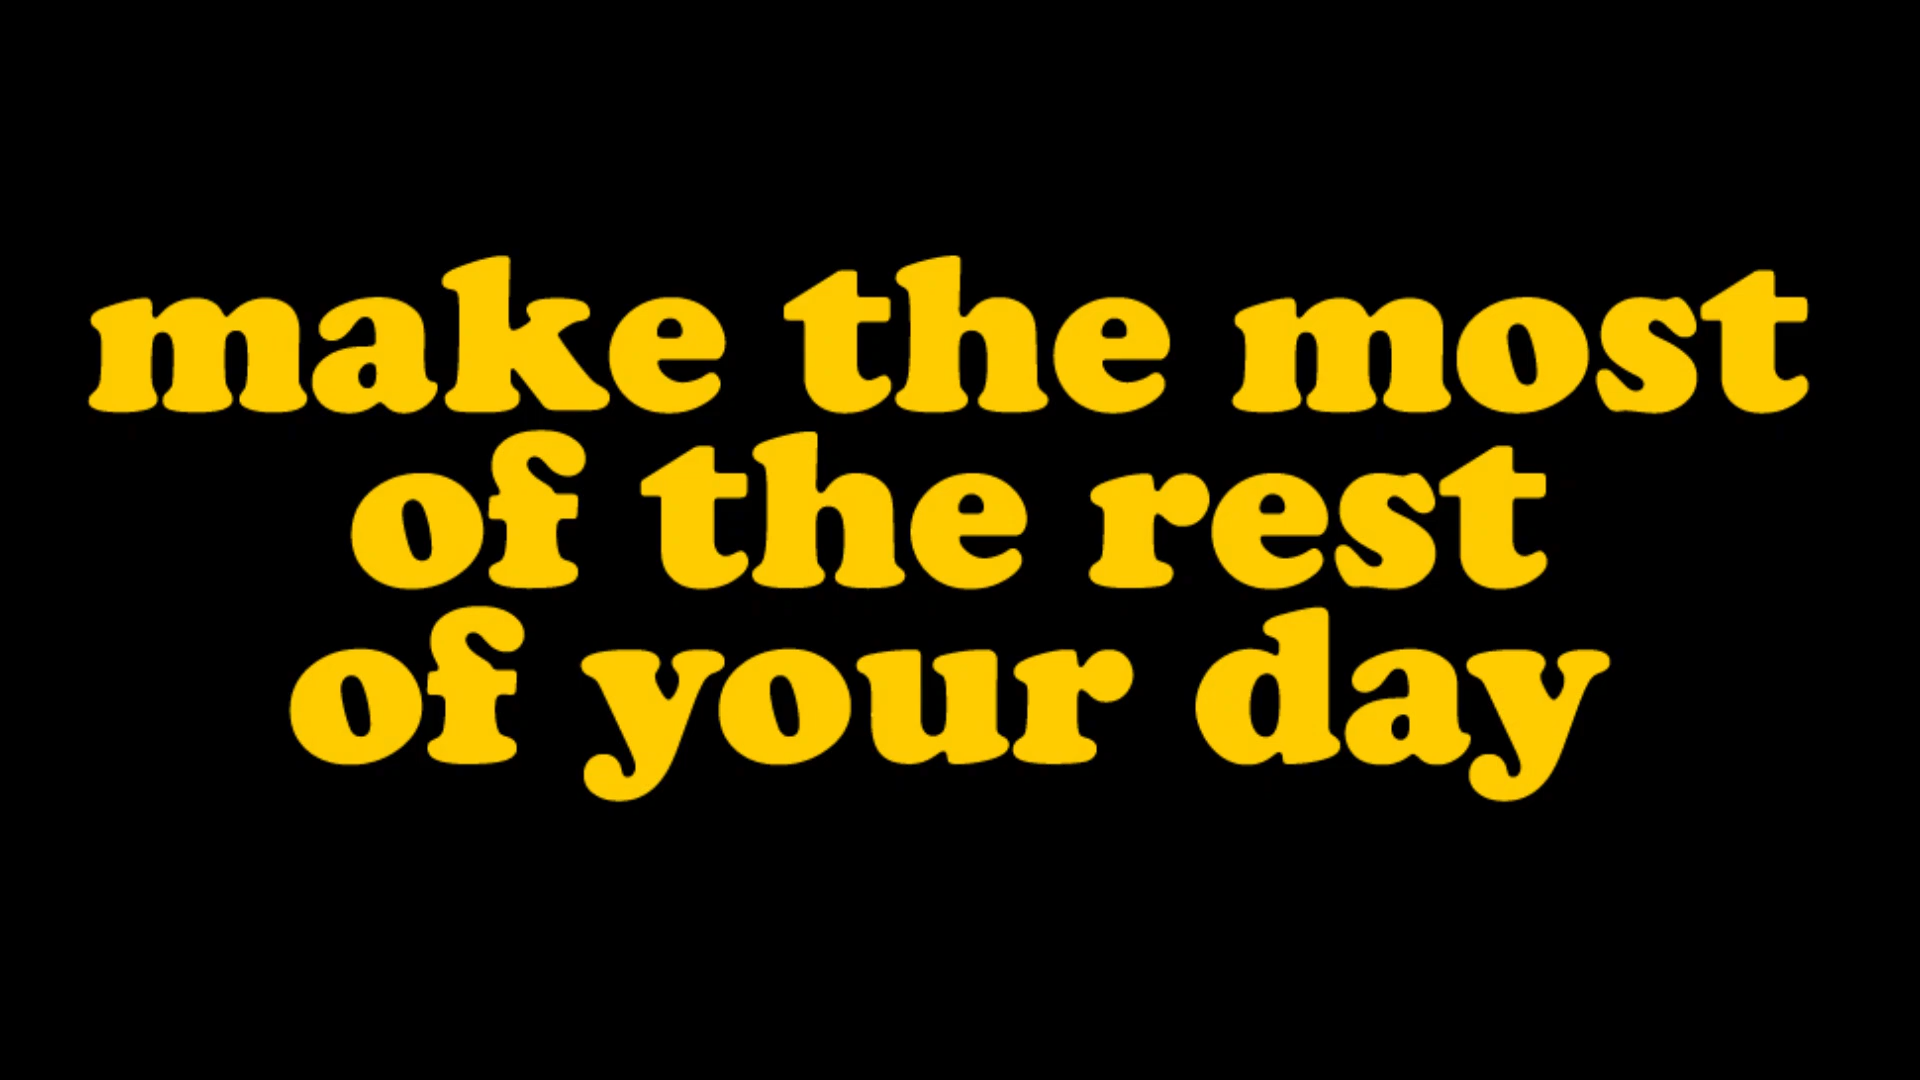 make the most
of the rest
of your day